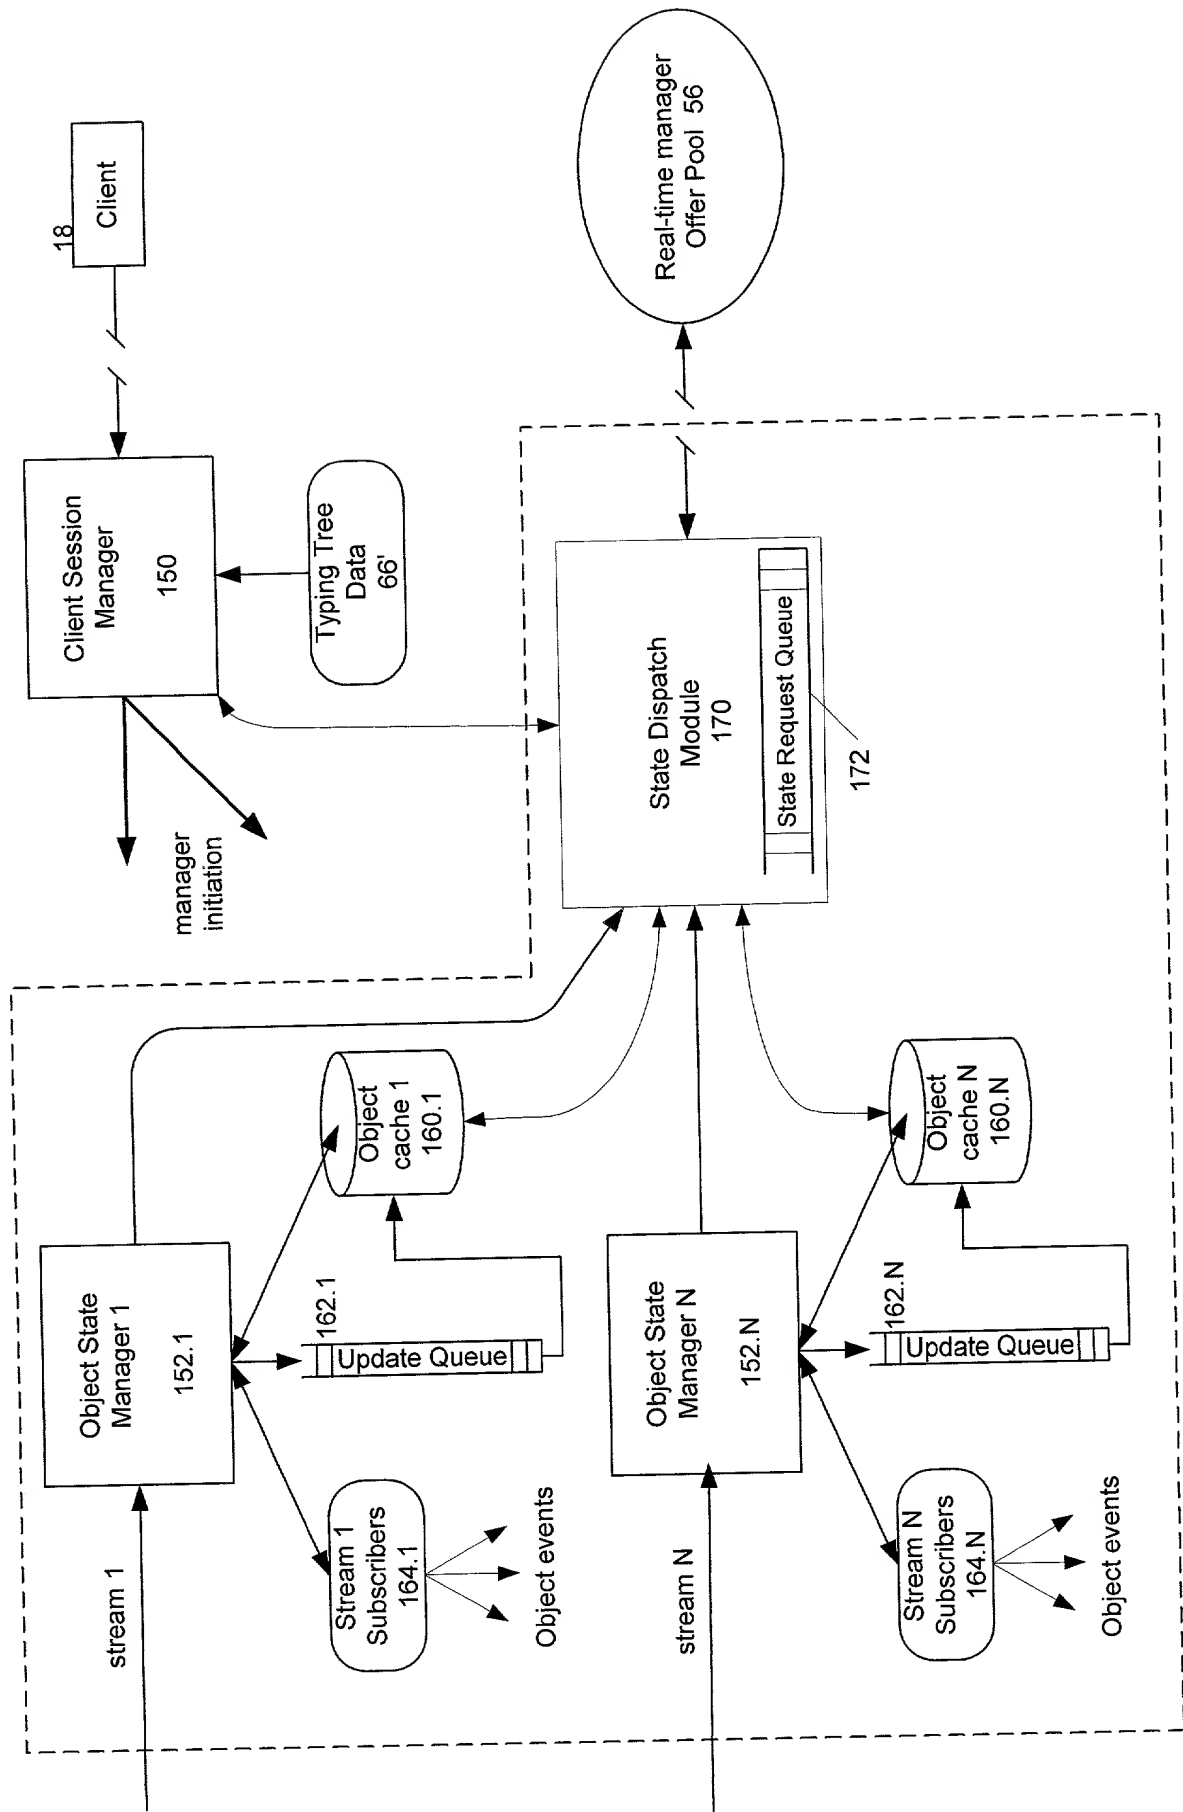 18
Client
Client Session
Manager
150
Typing Tree
Data
66'
manager
initiation
Real-time manager
Offer Pool 56
State Dispatch
Module
170
State Request Queue
172
stream 1
Object State
Manager 1
152.1
Object
cache 1
160.1
162.1
Update Queue
Stream 1
Subscribers
164.1
Object events
stream N
Object State
Manager N
152.N
Object
cache N
160.N
162.N
Update Queue
Stream N
Subscribers
164.N
Object events